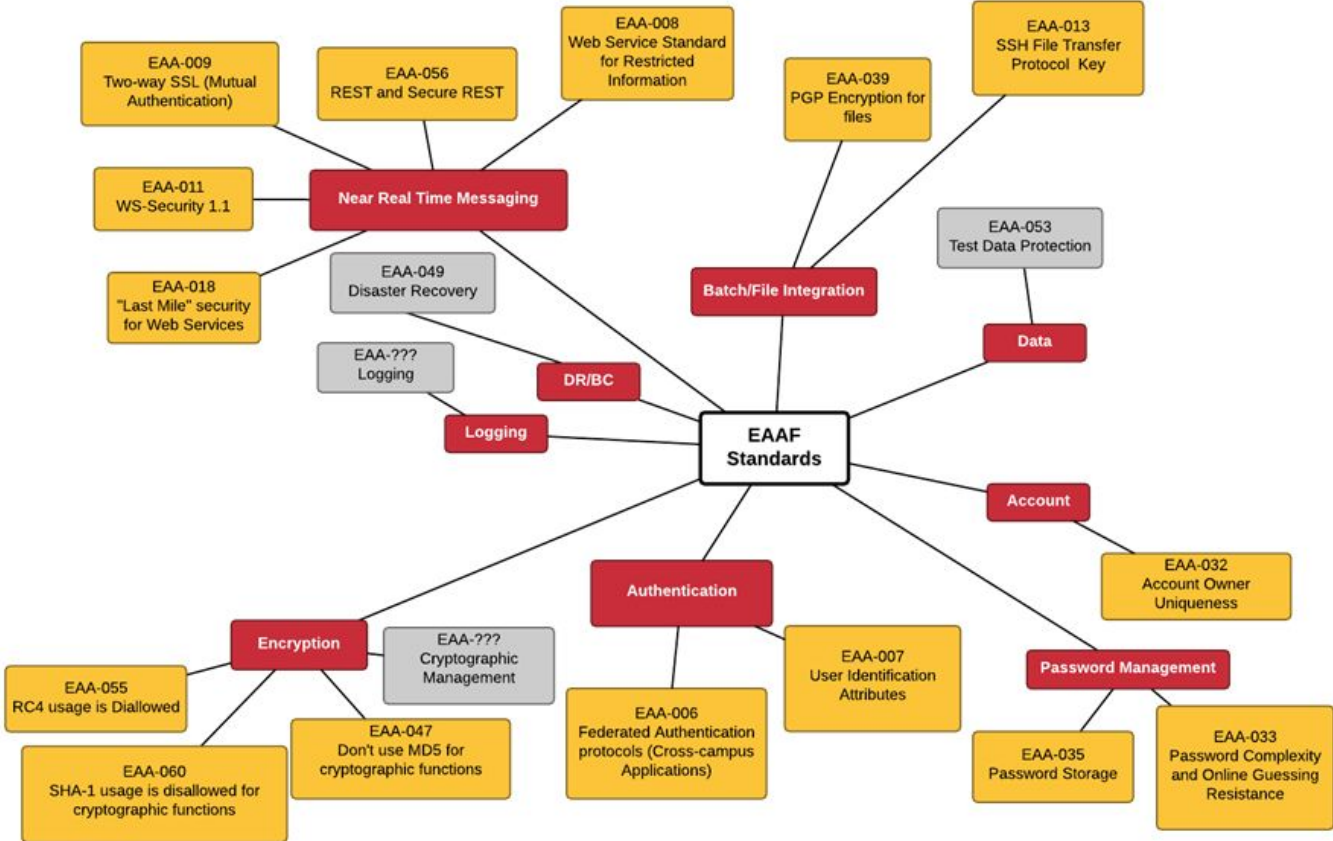 EAA-008
Web Service Standard
for Restricted
Information
EAA-013
SSH File Transfer
Protocol Key
EAA-009
Two-way SSL (Mutual
Authentication)
EAA-056
REST and Secure REST
EAA-039
PGP Encryption for
files
EAA-011
WS-Security 1.1
Near Real Time Messaging
EAA-053
Test Data Protection
EAA-018
"Last Mile" security
for Web Services
EAA-049
Disaster Recovery
Batch/File Integration
Data
EAA-???
Logging
DR/BC
Logging
EAAF
Standards
Account
EAA-032
Account Owner
Uniqueness
Authentication
Encryption
EAA-???
Cryptographic
Management
EAA-007
User Identification
Attributes
Password Management
EAA-055
RC4 usage is Diallowed
EAA-006
Federated Authentication
protocols (Cross-campus
Applications)
EAA-047
Don't use MD5 for
cryptographic functions
EAA-035
Password Storage
EAA-033
Password Complexity
and Online Guessing
Resistance
EAA-060
SHA-1 usage is disallowed for
cryptographic functions